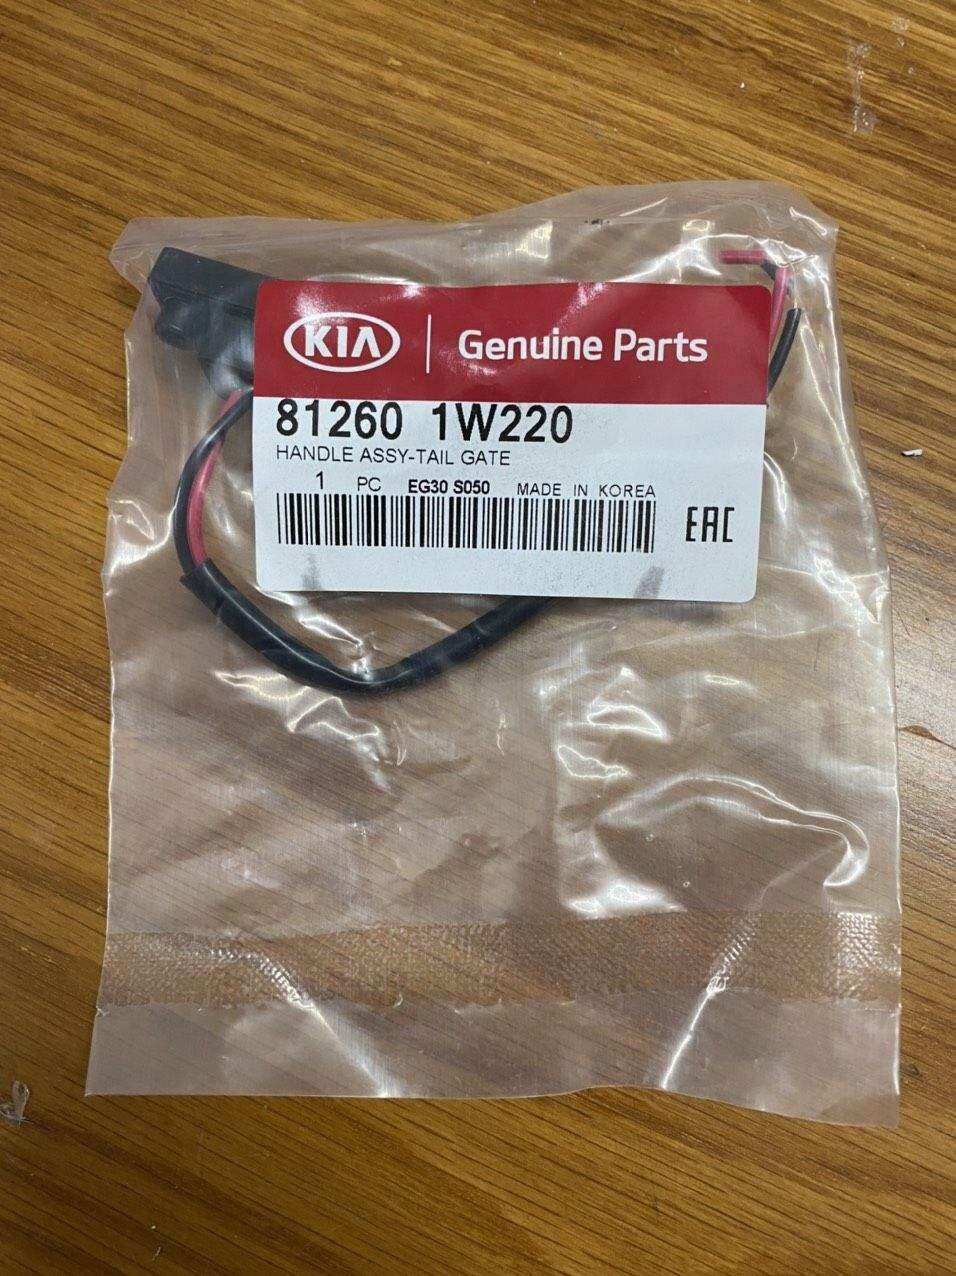 KIA Genuine Parts
81260 1W220
HANDLE ASSY-TAIL GATE
1 PC EG30 S050 MADE IN KOREA
EAC